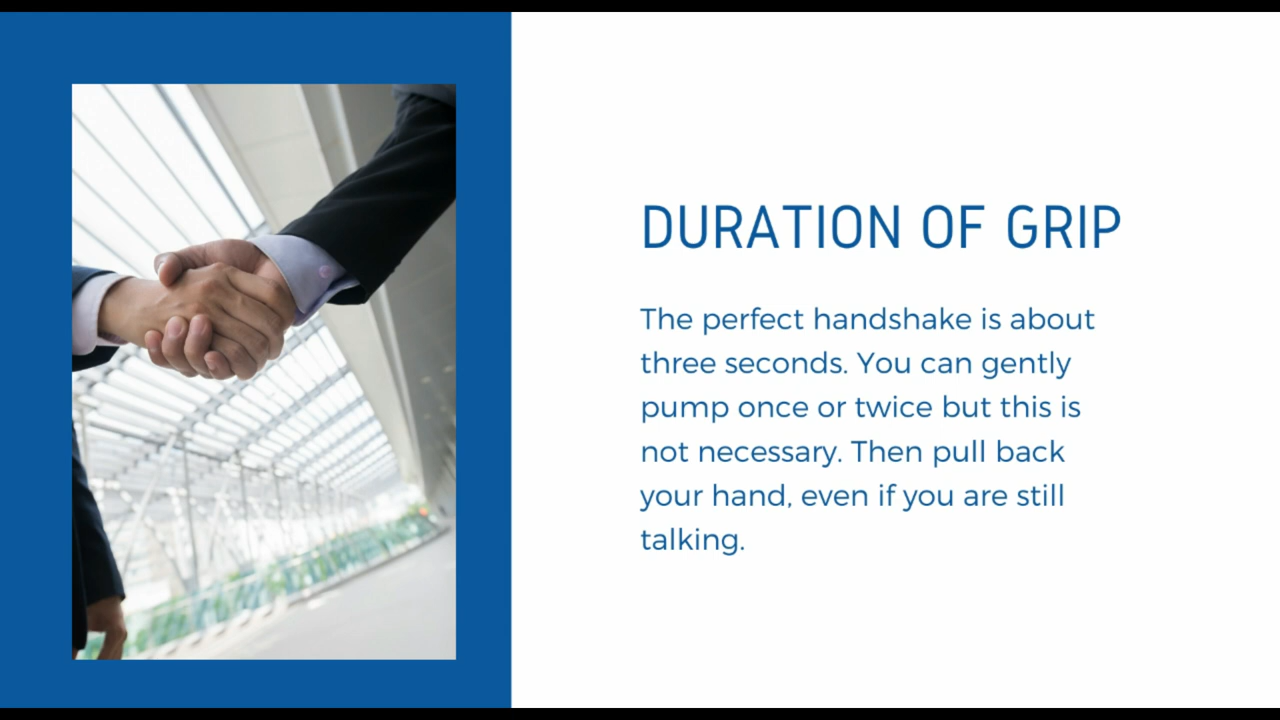 DURATION OF GRIP
The perfect handshake is about
three seconds. You can gently
pump once or twice but this is
not necessary. Then pull back
your hand, even if you are still
talking.